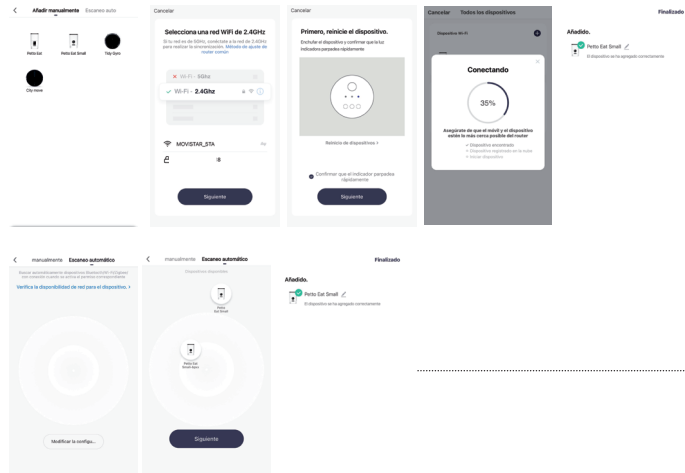 Añadir manualmente Escaneo auto
Petto Eat
Petto Eat Small
Tidy-Gyro
City-move
Cancelar
Selecciona una red WiFi de 2.4GHz
Si tu red es de 5GHz, conéctate a la red de 2.4GHz
para realizar la sincronización. Método de ajuste de
router común
Wi-Fi - 5Ghz
Wi-Fi - 2.4Ghz
MOVISTAR_51A
Siguiente
Cancelar
Primero, reinicie el dispositivo.
Enchufar el dispositivo y confirmar que la luz
indicadora parpadea rápidamente
Reinicio de dispositivos >
Confirmar que el indicador parpadea
rápidamente
Siguiente
Cancelar Todos los dispositivos
Dispositivo Wi-Fi
Conectando
35%
Asegúrate de que el móvil y el dispositivo
estén lo más cerca posible del router
Dispositivo encontrado
Dispositivo registrado en la nube
Iniciar dispositivo
Finalizado
Añadido.
Petto Eat Small
El dispositivo se ha agregado correctamente
manualmente Escaneo automático
Verifica la disponibilidad de red para el dispositivo. >
Modificar la configu...
manualmente Escaneo automático
Dispositivos disponibles
Petto
Eat Small
Petto Eat
Siguiente
Finalizado
Añadido.
Petto Eat Small
El dispositivo se ha agregado correctamente